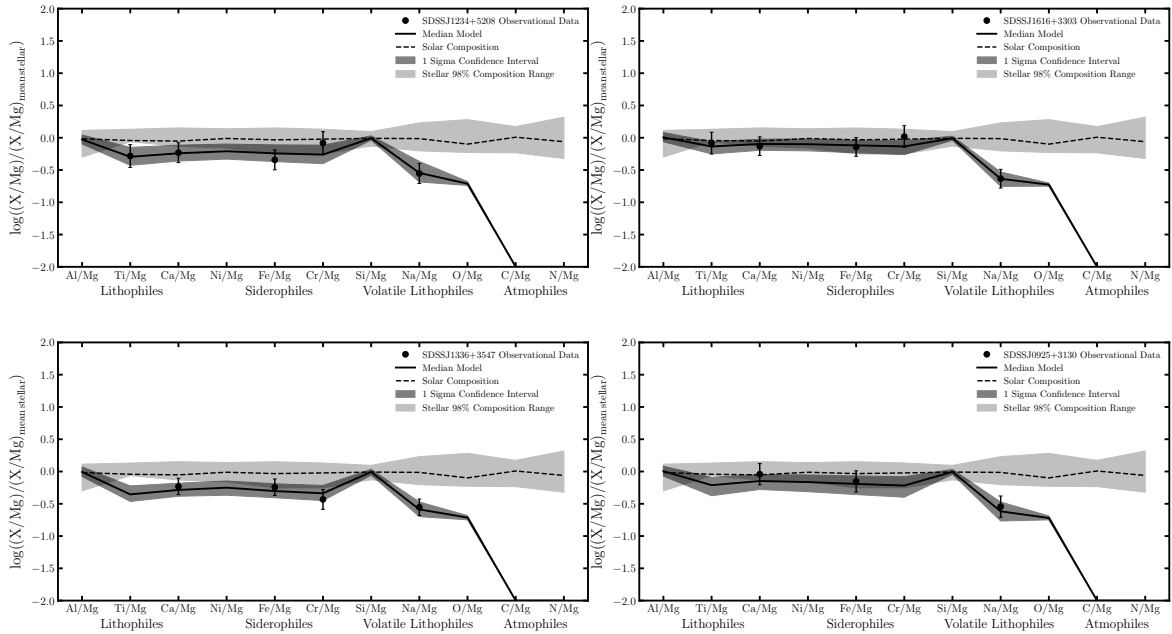 SDSSJ1234+5208 Observational Data
Median Model
Solar Composition
1 Sigma Confidence Interval
Stellar 98% Composition Range
log((X/Mg)/(X/Mg)mean stellar)
2.0
1.5
1.0
0.5
0.0
−0.5
−1.0
−1.5
−2.0
Al/Mg Ti/Mg Ca/Mg Ni/Mg Fe/Mg Cr/Mg Si/Mg Na/Mg O/Mg C/Mg N/Mg
Lithophiles Siderophiles Volatile Lithophiles Atmophiles
SDSSJ1616+3303 Observational Data
Median Model
Solar Composition
1 Sigma Confidence Interval
Stellar 98% Composition Range
log((X/Mg)/(X/Mg)mean stellar)
2.0
1.5
1.0
0.5
0.0
−0.5
−1.0
−1.5
−2.0
Al/Mg Ti/Mg Ca/Mg Ni/Mg Fe/Mg Cr/Mg Si/Mg Na/Mg O/Mg C/Mg N/Mg
Lithophiles Siderophiles Volatile Lithophiles Atmophiles
SDSSJ1336+3547 Observational Data
Median Model
Solar Composition
1 Sigma Confidence Interval
Stellar 98% Composition Range
log((X/Mg)/(X/Mg)mean stellar)
2.0
1.5
1.0
0.5
0.0
−0.5
−1.0
−1.5
−2.0
Al/Mg Ti/Mg Ca/Mg Ni/Mg Fe/Mg Cr/Mg Si/Mg Na/Mg O/Mg C/Mg N/Mg
Lithophiles Siderophiles Volatile Lithophiles Atmophiles
SDSSJ0925+3130 Observational Data
Median Model
Solar Composition
1 Sigma Confidence Interval
Stellar 98% Composition Range
log((X/Mg)/(X/Mg)mean stellar)
2.0
1.5
1.0
0.5
0.0
−0.5
−1.0
−1.5
−2.0
Al/Mg Ti/Mg Ca/Mg Ni/Mg Fe/Mg Cr/Mg Si/Mg Na/Mg O/Mg C/Mg N/Mg
Lithophiles Siderophiles Volatile Lithophiles Atmophiles